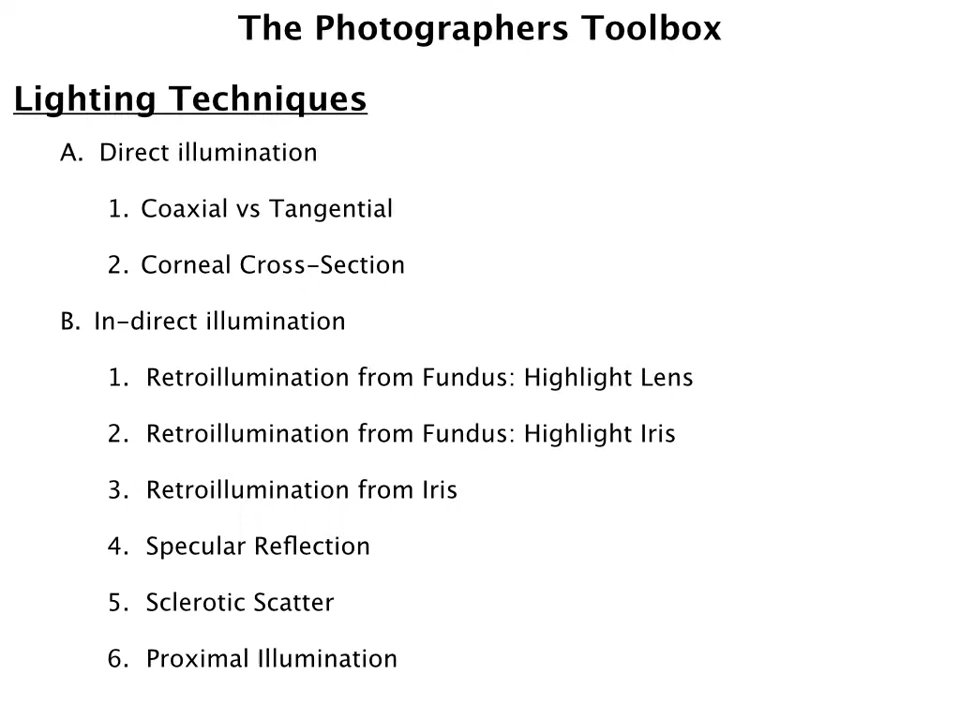 The Photographers Toolbox
Lighting Techniques
A. Direct illumination
1. Coaxial vs Tangential
2. Corneal Cross-Section
B. In-direct illumination
1. Retroillumination from Fundus: Highlight Lens
2. Retroillumination from Fundus: Highlight Iris
3. Retroillumination from Iris
4. Specular Reflection
5. Sclerotic Scatter
6. Proximal Illumination